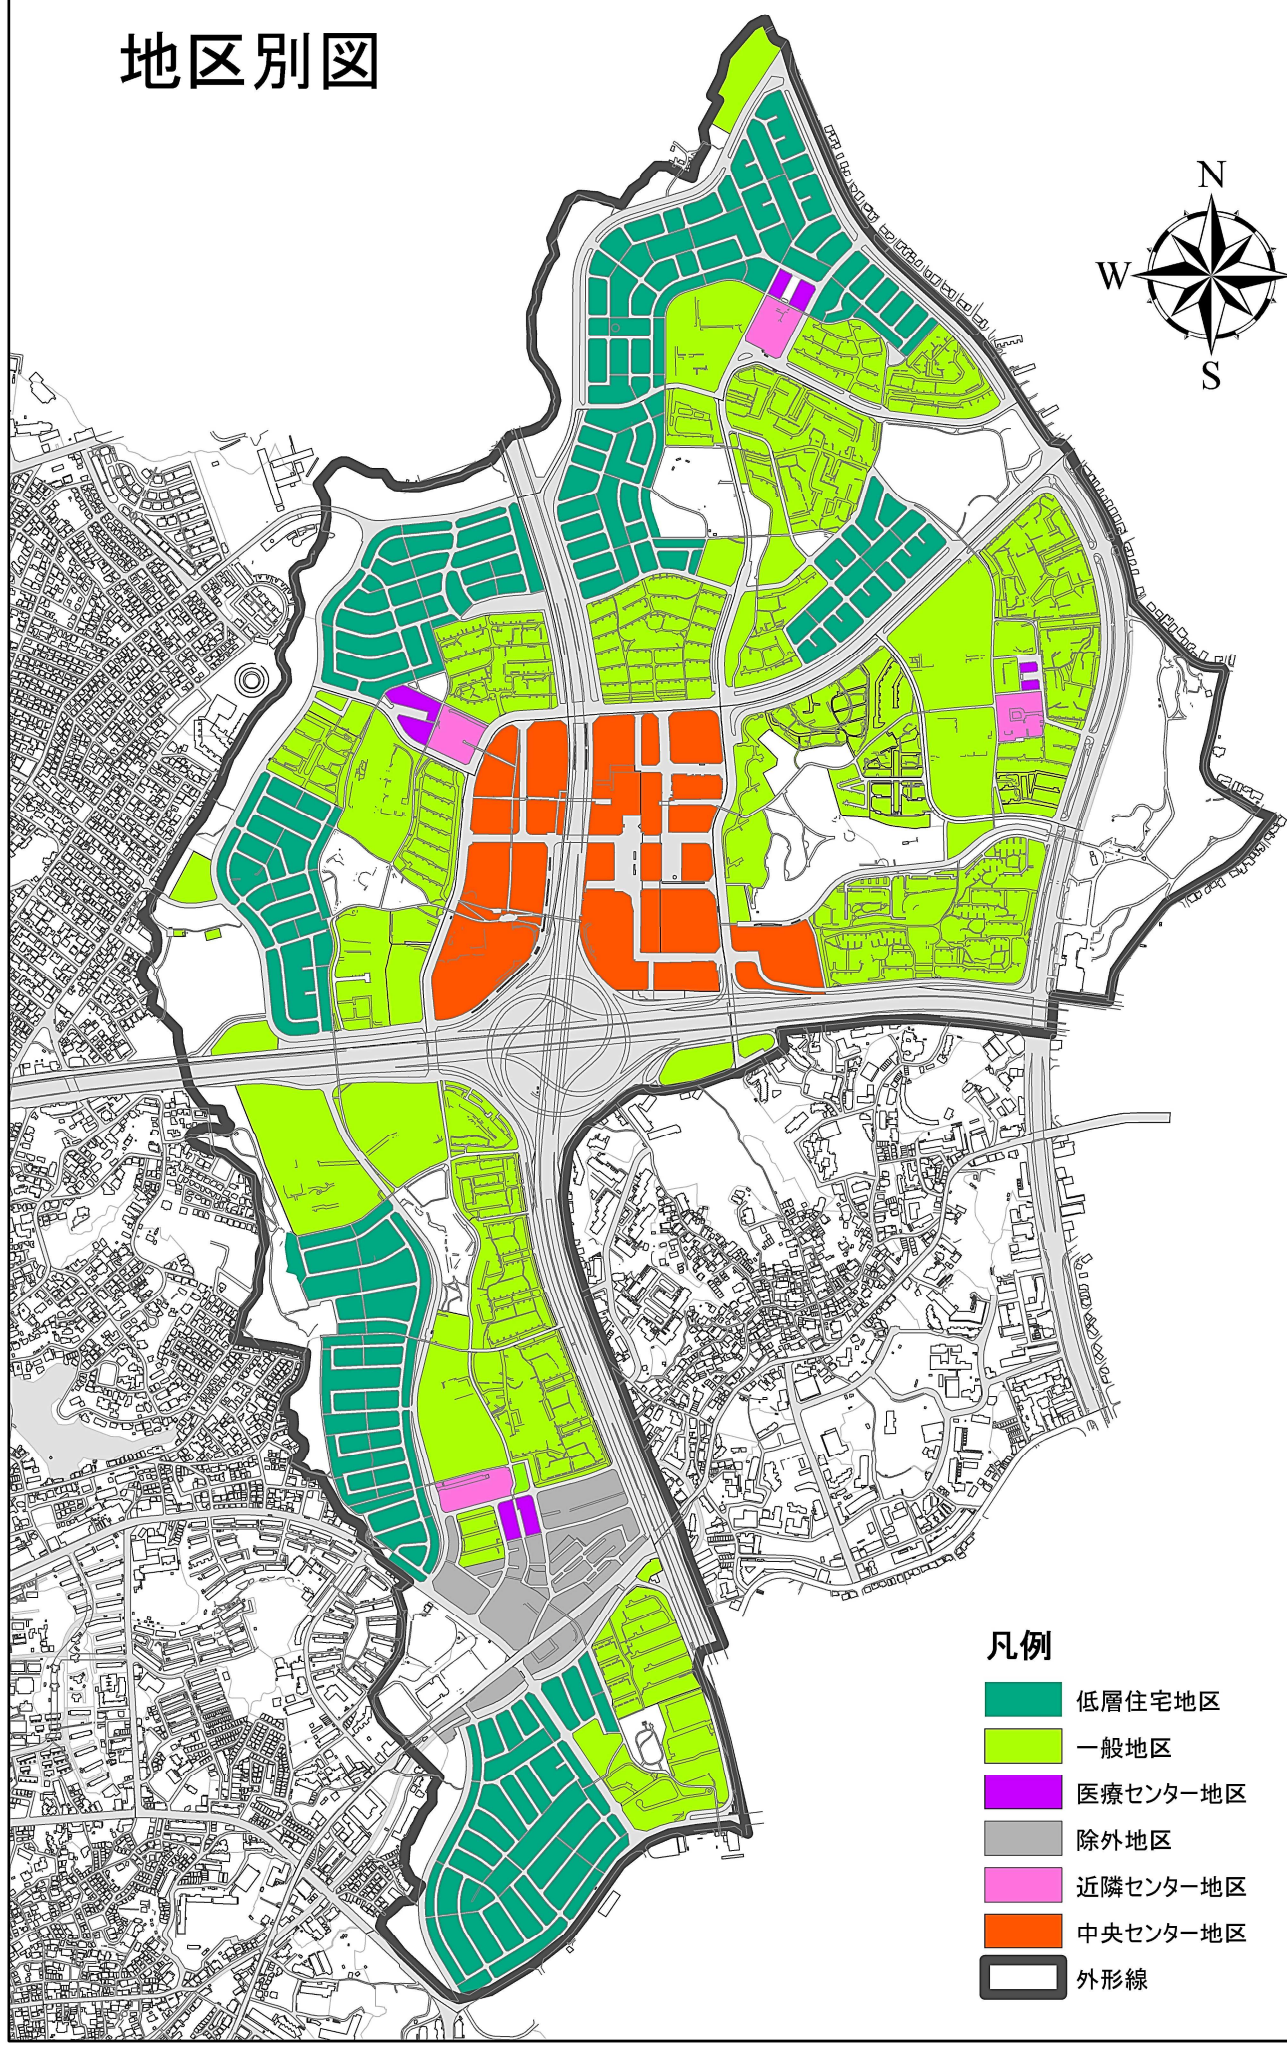 地区別図
N
W
S
凡例
低層住宅地区
一般地区
医療センター地区
除外地区
近隣センター地区
中央センター地区
外形線